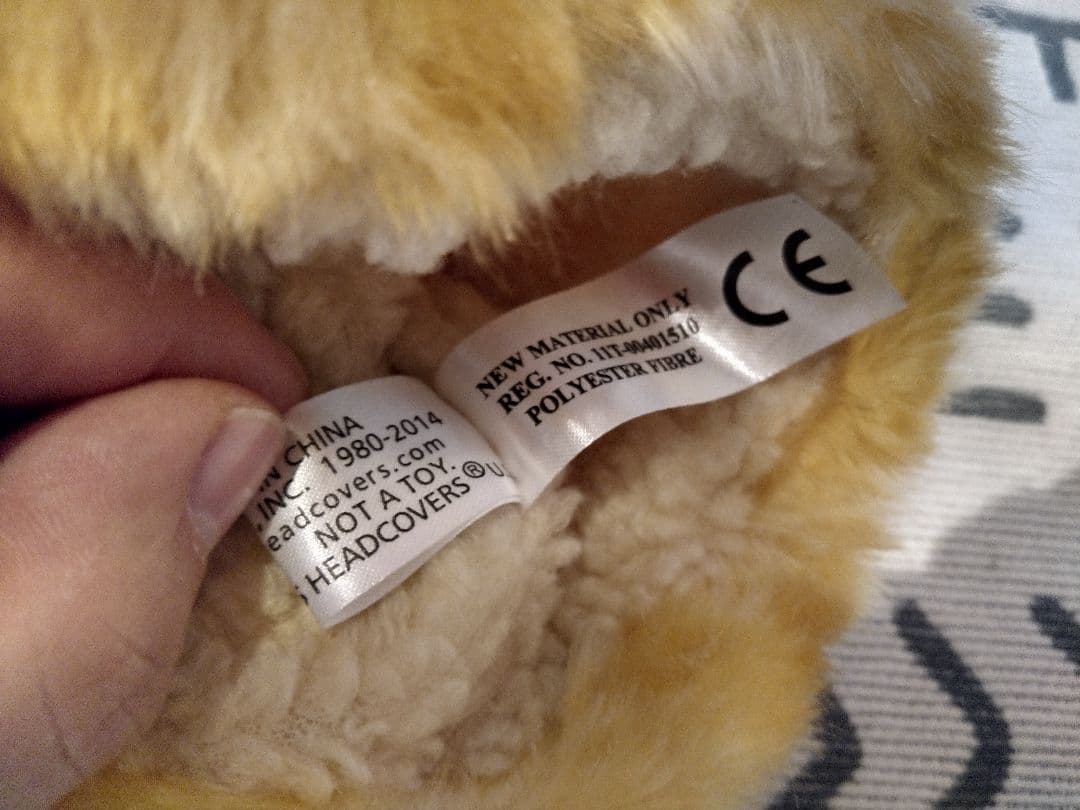 IN CHINA
INC. 1980-2014
eadcovers.com
NOT A TOY.
HEADCOVERS® U
NEW MATERIAL ONLY
REG. NO. 11T-00401510
POLYESTER FIBRE
CE